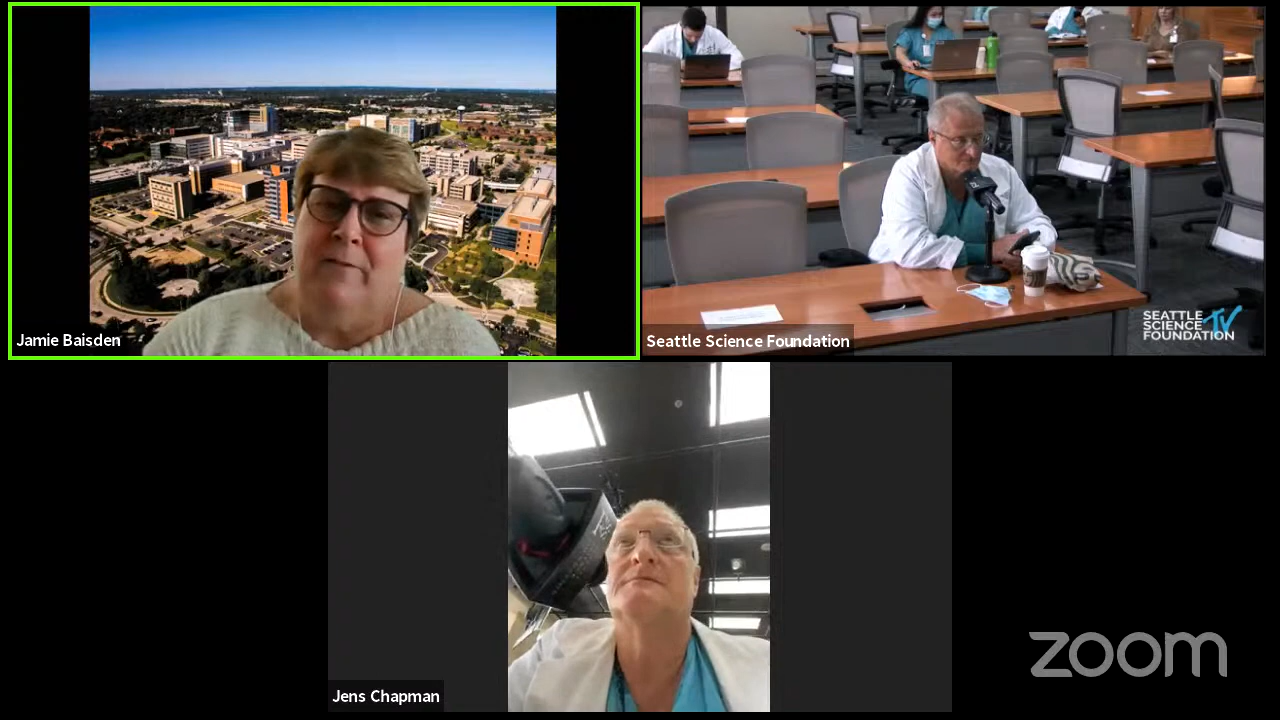 Jamie Baisden
SEATTLE
SCIENCE TV
FOUNDATION
Seattle Science Foundation
Jens Chapman
zoom